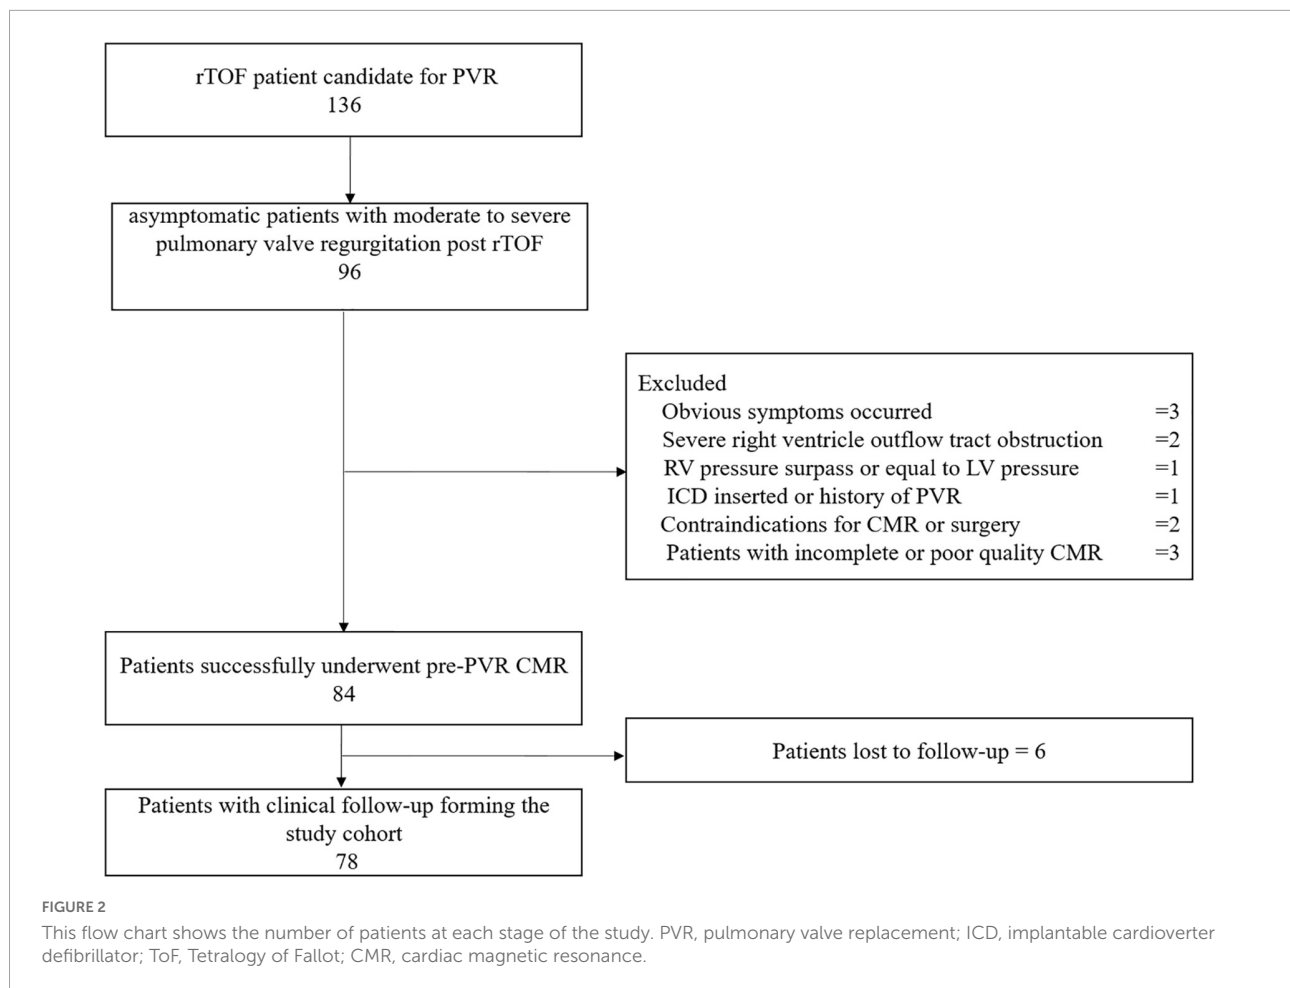 rTOF patient candidate for PVR
136
asymptomatic patients with moderate to severe
pulmonary valve regurgitation post rTOF
96
Excluded
Obvious symptoms occurred =3
Severe right ventricle outflow tract obstruction =2
RV pressure surpass or equal to LV pressure =1
ICD inserted or history of PVR =1
Contraindications for CMR or surgery =2
Patients with incomplete or poor quality CMR =3
Patients successfully underwent pre-PVR CMR
84
Patients lost to follow-up = 6
Patients with clinical follow-up forming the
study cohort
78
FIGURE 2
This flow chart shows the number of patients at each stage of the study. PVR, pulmonary valve replacement; ICD, implantable cardioverter
defibrillator; ToF, Tetralogy of Fallot; CMR, cardiac magnetic resonance.